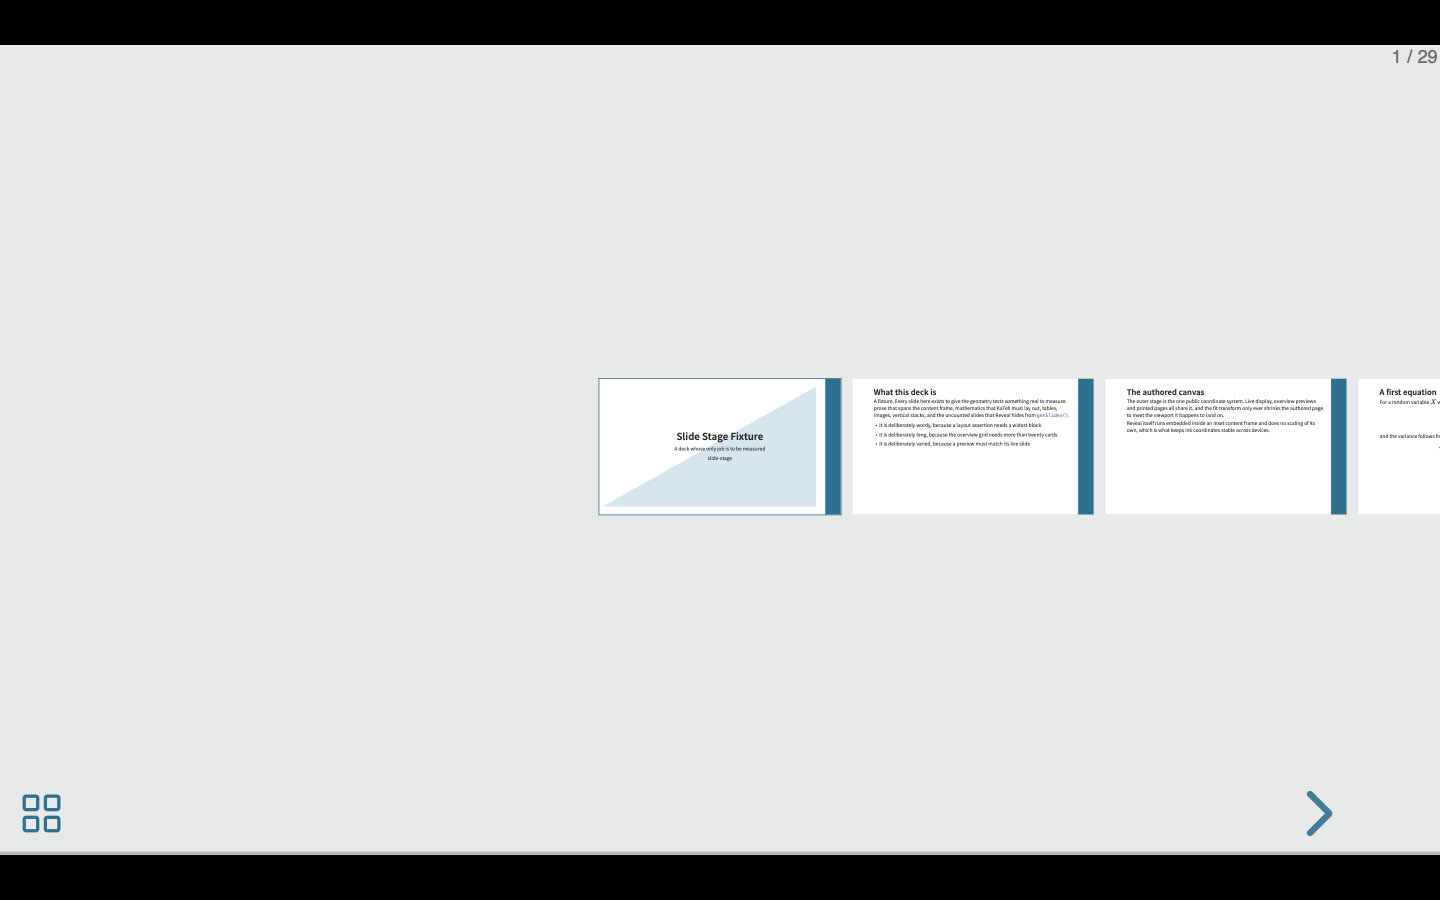 1 / 29
Slide Stage Fixture
A deck whose only job is to be measured
slide-stage
What this deck is
A fixture. Every slide here exists to give the geometry tests something real to measure
prose that spans the content frame, mathematics that KaTeX must lay out, tables,
images, vertical stacks, and the uncounted slides that Reveal hides from getSlides().
• It is deliberately wordy, because a layout assertion needs a widest block
• It is deliberately long, because the overview grid needs more than twenty cards
• It is deliberately varied, because a preview must match its live slide
The authored canvas
The outer stage is the one public coordinate system. Live display, overview previews
and printed pages all share it, and the fit transform only ever shrinks the authored page
to meet the viewport it happens to land on.
Reveal itself runs embedded inside an inset content frame and does no scaling of its
own, which is what keeps ink coordinates stable across devices.
A first equation
For a random variable X
and the variance follows